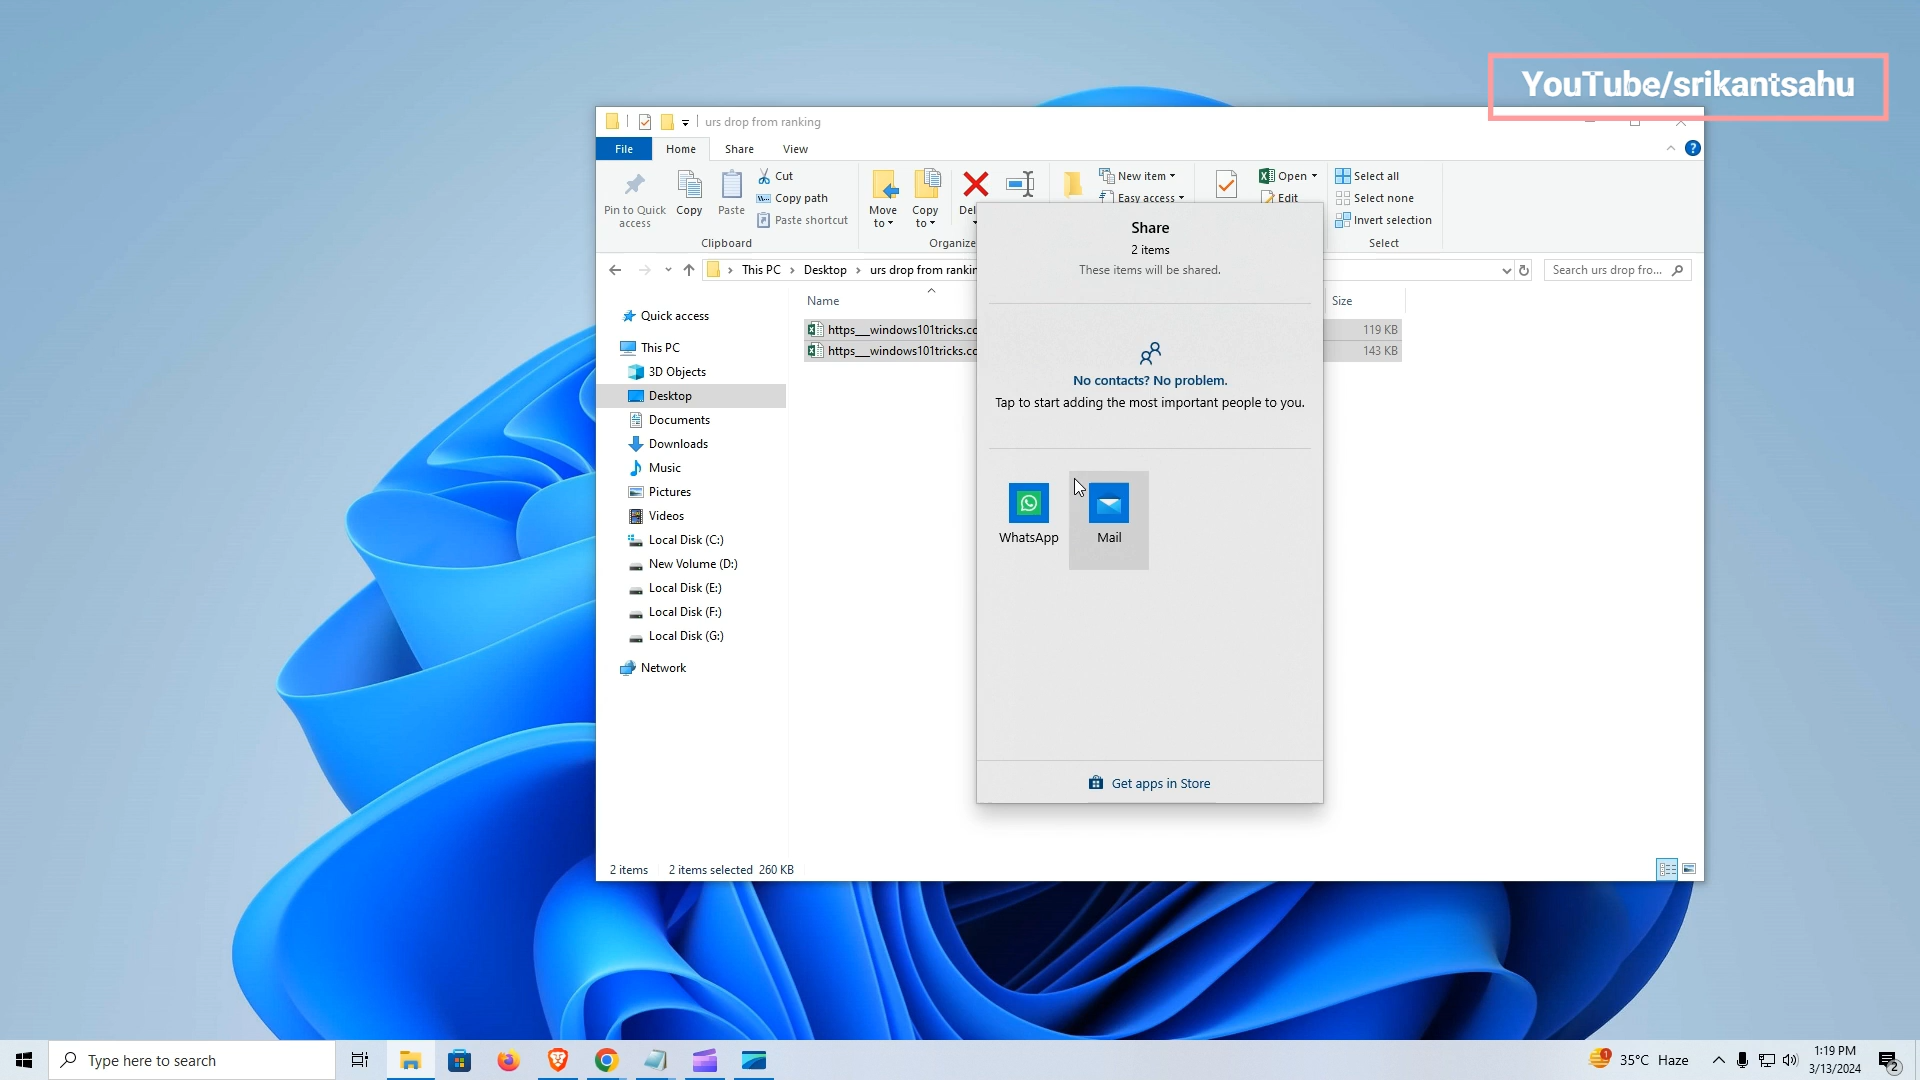 YouTube/srikantsahu
urs drop from ranking
File Home Share View
Pin to Quick access
Copy
Paste
Cut
Copy path
Paste shortcut
Clipboard
Move to
Copy to
Organize
New item
Easy access
Open
Edit
Select all
Select none
Invert selection
Select
This PC Desktop
urs drop from
Search urs drop fro...
Name
Size
https__windows101tricks.
119 KB
https__windows101tricks.
143 KB
Quick access
This PC
3D Objects
Desktop
Documents
Downloads
Music
Pictures
Videos
Local Disk (C:)
New Volume (D:)
Local Disk (E:)
Local Disk (F:)
Local Disk (G:)
Network
Share
2 items
These items will be shared.
No contacts? No problem.
Tap to start adding the most important people to you.
WhatsApp
Mail
Get apps in Store
2 items 2 items selected 260 KB
Type here to search
1
35°C Haze
1:19 PM
3/13/2024
2